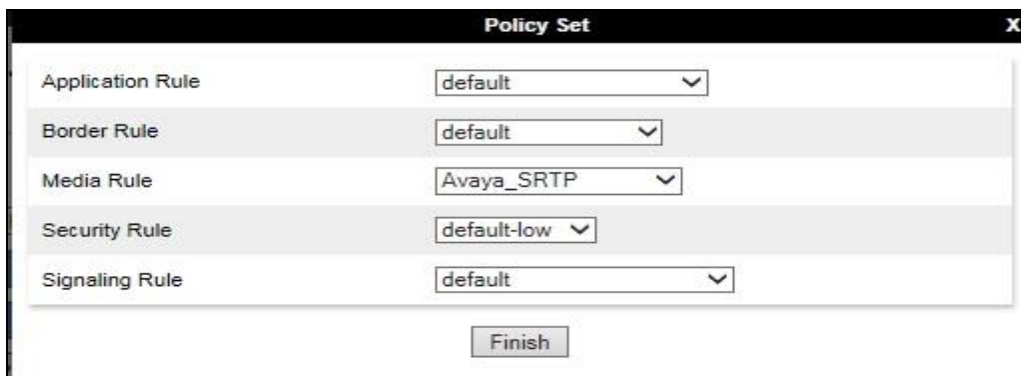 Policy Set X
Application Rule default
Border Rule default
Media Rule Avaya_SRTP
Security Rule default-low
Signaling Rule default
Finish